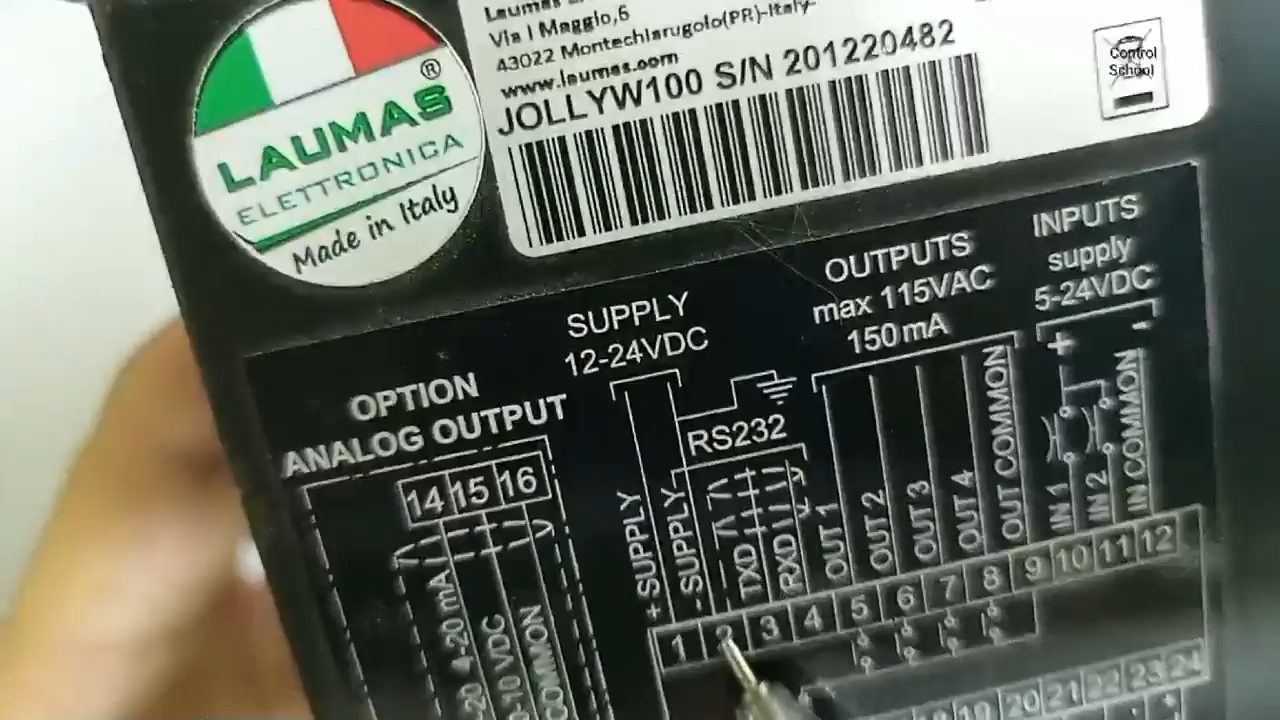 LAUMAS
®
ELETTRONICA
Made in Italy
Laumas
Via I Maggio,6
43022 Montechiarugolo(PR)-Italy
www.laumas.com
JOLLYW100 S/N 201220482
Control
School
OPTION
ANALOG OUTPUT
14 15 16
4-20 mA
0-10 VDC
COMMON
SUPPLY
12-24VDC
RS232
+SUPPLY
-SUPPLY
TXD
RXD
OUTPUTS
max 115VAC
150mA
OUT 1
OUT 2
OUT 3
OUT 4
OUT COMMON
INPUTS
supply
5-24VDC
+ -
IN 1
IN 2
IN COMMON
1 2 3 4 5 6 7 8 9 10 11 12
19 20 21 22 23 24